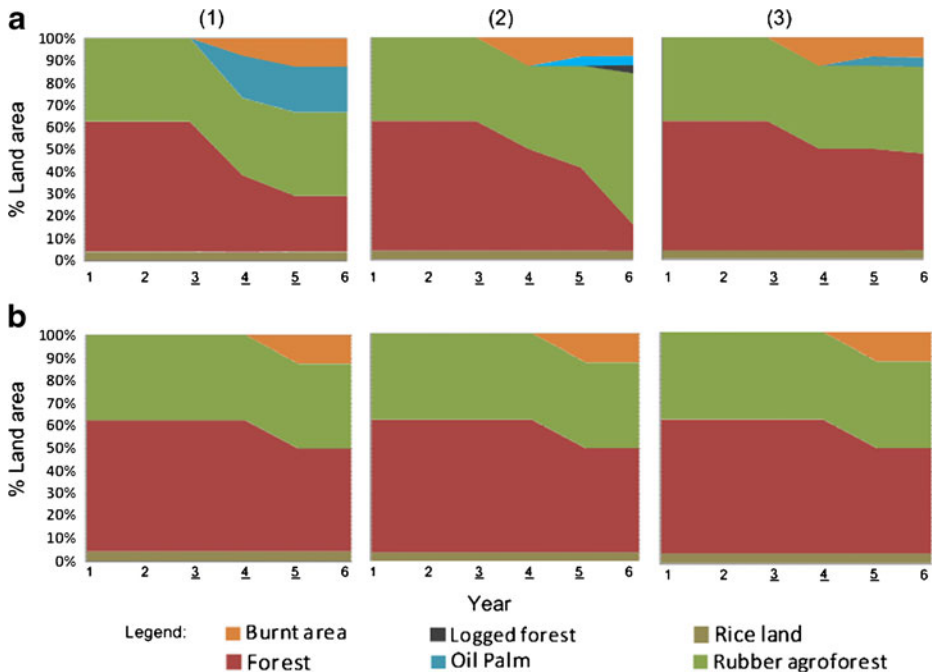 a (1) (2) (3)
100%
90%
80%
70%
60%
50%
40%
30%
20%
10%
0%
% Land area
1 2 3 4 5 6 1 2 3 4 5 6 1 2 3 4 5 6
b
100%
90%
80%
70%
60%
50%
40%
30%
20%
10%
0%
% Land area
1 2 3 4 5 6 1 2 3 4 5 6 1 2 3 4 5 6
Year
Legend: Burnt area Logged forest Rice land
Forest Oil Palm Rubber agroforest